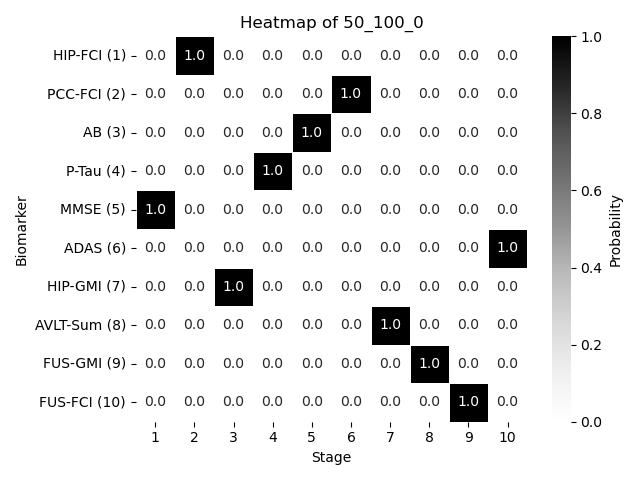 Heatmap of 50_100_0
HIP-FCI (1) 0.0 1.0 0.0 0.0 0.0 0.0 0.0 0.0 0.0 0.0
PCC-FCI (2) 0.0 0.0 0.0 0.0 0.0 1.0 0.0 0.0 0.0 0.0
AB (3) 0.0 0.0 0.0 0.0 1.0 0.0 0.0 0.0 0.0 0.0
P-Tau (4) 0.0 0.0 0.0 1.0 0.0 0.0 0.0 0.0 0.0 0.0
MMSE (5) 1.0 0.0 0.0 0.0 0.0 0.0 0.0 0.0 0.0 0.0
ADAS (6) 0.0 0.0 0.0 0.0 0.0 0.0 0.0 0.0 0.0 1.0
HIP-GMI (7) 0.0 0.0 1.0 0.0 0.0 0.0 0.0 0.0 0.0 0.0
AVLT-Sum (8) 0.0 0.0 0.0 0.0 0.0 0.0 1.0 0.0 0.0 0.0
FUS-GMI (9) 0.0 0.0 0.0 0.0 0.0 0.0 0.0 1.0 0.0 0.0
FUS-FCI (10) 0.0 0.0 0.0 0.0 0.0 0.0 0.0 0.0 1.0 0.0
1 2 3 4 5 6 7 8 9 10
Stage
Biomarker
1.0
0.8
0.6
0.4
0.2
0.0
Probability